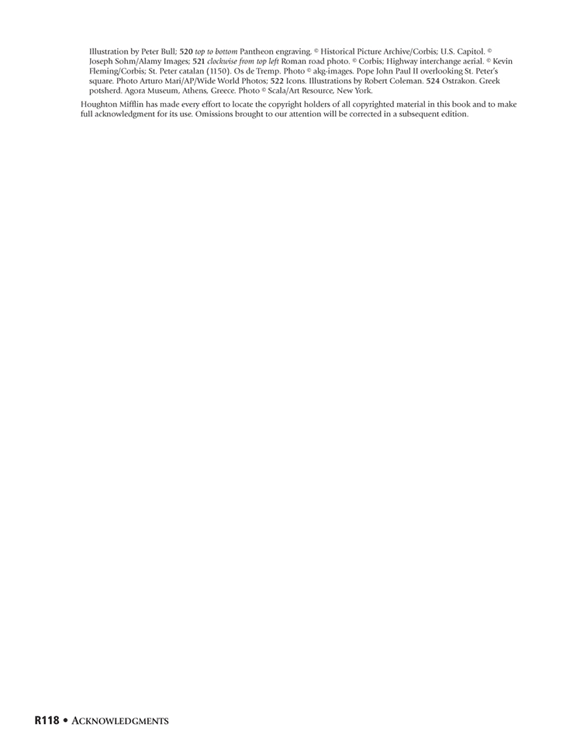 Illustration by Peter Bull; 520 top to bottom Pantheon engraving. © Historical Picture Archive/Corbis; U.S. Capitol. ©
Joseph Sohm/Alamy Images; 521 clockwise from top left Roman road photo. © Corbis; Highway interchange aerial. © Kevin
Fleming/Corbis; St. Peter catalan (1150). Os de Tremp. Photo © akg-images. Pope John Paul II overlooking St. Peter's
square. Photo Arturo Mari/AP/Wide World Photos; 522 Icons. Illustrations by Robert Coleman. 524 Ostrakon. Greek
potsherd. Agora Museum, Athens, Greece. Photo © Scala/Art Resource, New York.
Houghton Mifflin has made every effort to locate the copyright holders of all copyrighted material in this book and to make
full acknowledgment for its use. Omissions brought to our attention will be corrected in a subsequent edition.
R118 • ACKNOWLEDGMENTS